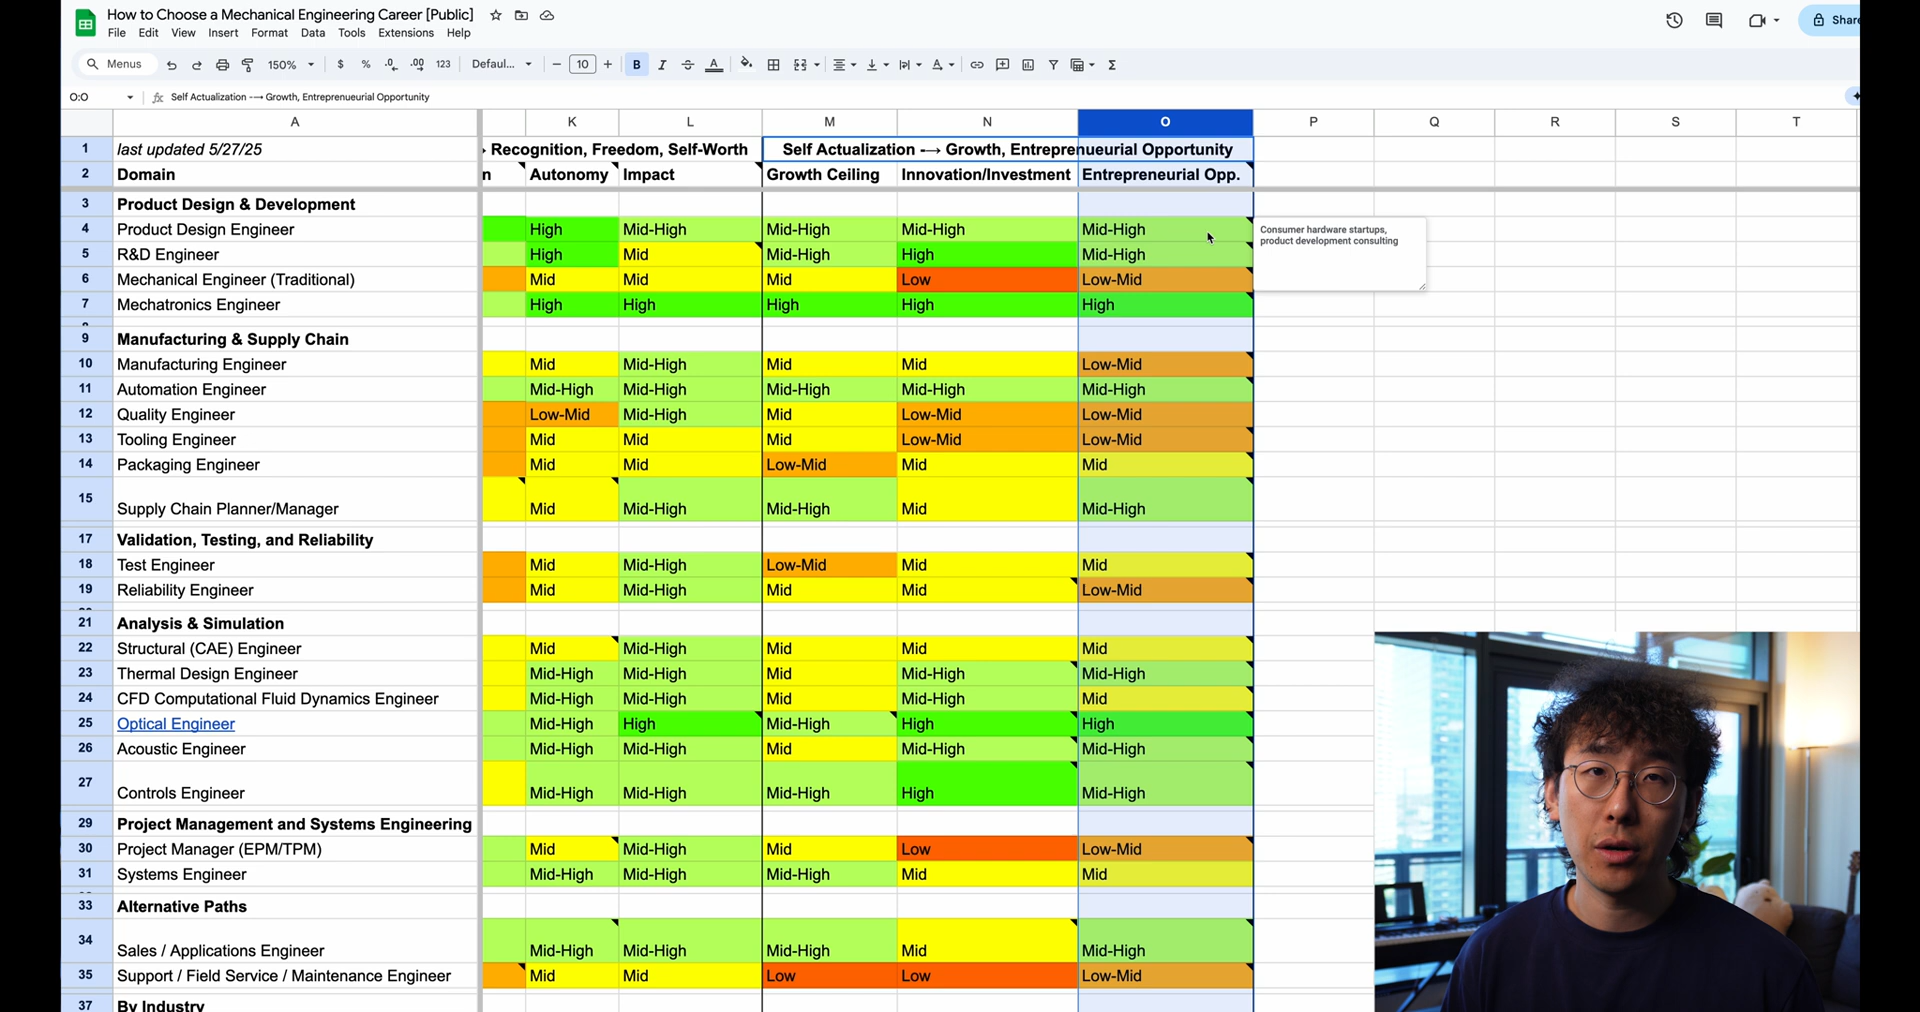 How to Choose a Mechanical Engineering Career [Public]
File Edit View Insert Format Data Tools Extensions Help
Share
Menus 150% $ % .0 .00 123 Defaul... − 10 + B I S A Σ
O:O fx Self Actualization --→ Growth, Entreprenueurial Opportunity
A K L M N O P Q R S T
1 last updated 5/27/25 Recognition, Freedom, Self-Worth Self Actualization --→ Growth, Entreprenueurial Opportunity
2 Domain n Autonomy Impact Growth Ceiling Innovation/Investment Entrepreneurial Opp.
3 Product Design & Development
4 Product Design Engineer High Mid-High Mid-High Mid-High Mid-High
Consumer hardware startups,
product development consulting
5 R&D Engineer High Mid Mid-High High Mid-High
6 Mechanical Engineer (Traditional) Mid Mid Mid Low Low-Mid
7 Mechatronics Engineer High High High High High
9 Manufacturing & Supply Chain
10 Manufacturing Engineer Mid Mid-High Mid Mid Low-Mid
11 Automation Engineer Mid-High Mid-High Mid-High Mid-High Mid-High
12 Quality Engineer Low-Mid Mid-High Mid Low-Mid Low-Mid
13 Tooling Engineer Mid Mid Mid Low-Mid Low-Mid
14 Packaging Engineer Mid Mid Low-Mid Mid Mid
15 Supply Chain Planner/Manager Mid Mid-High Mid-High Mid Mid-High
17 Validation, Testing, and Reliability
18 Test Engineer Mid Mid-High Low-Mid Mid Mid
19 Reliability Engineer Mid Mid-High Mid Mid Low-Mid
21 Analysis & Simulation
22 Structural (CAE) Engineer Mid Mid-High Mid Mid Mid
23 Thermal Design Engineer Mid-High Mid-High Mid Mid-High Mid-High
24 CFD Computational Fluid Dynamics Engineer Mid-High Mid-High Mid Mid-High Mid
25 Optical Engineer Mid-High High Mid-High High High
26 Acoustic Engineer Mid-High Mid-High Mid Mid-High Mid-High
27 Controls Engineer Mid-High Mid-High Mid-High High Mid-High
29 Project Management and Systems Engineering
30 Project Manager (EPM/TPM) Mid Mid-High Mid Low Low-Mid
31 Systems Engineer Mid-High Mid-High Mid-High Mid Mid
33 Alternative Paths
34 Sales / Applications Engineer Mid-High Mid-High Mid-High Mid Mid-High
35 Support / Field Service / Maintenance Engineer Mid Mid Low Low Low-Mid
37 By Industry